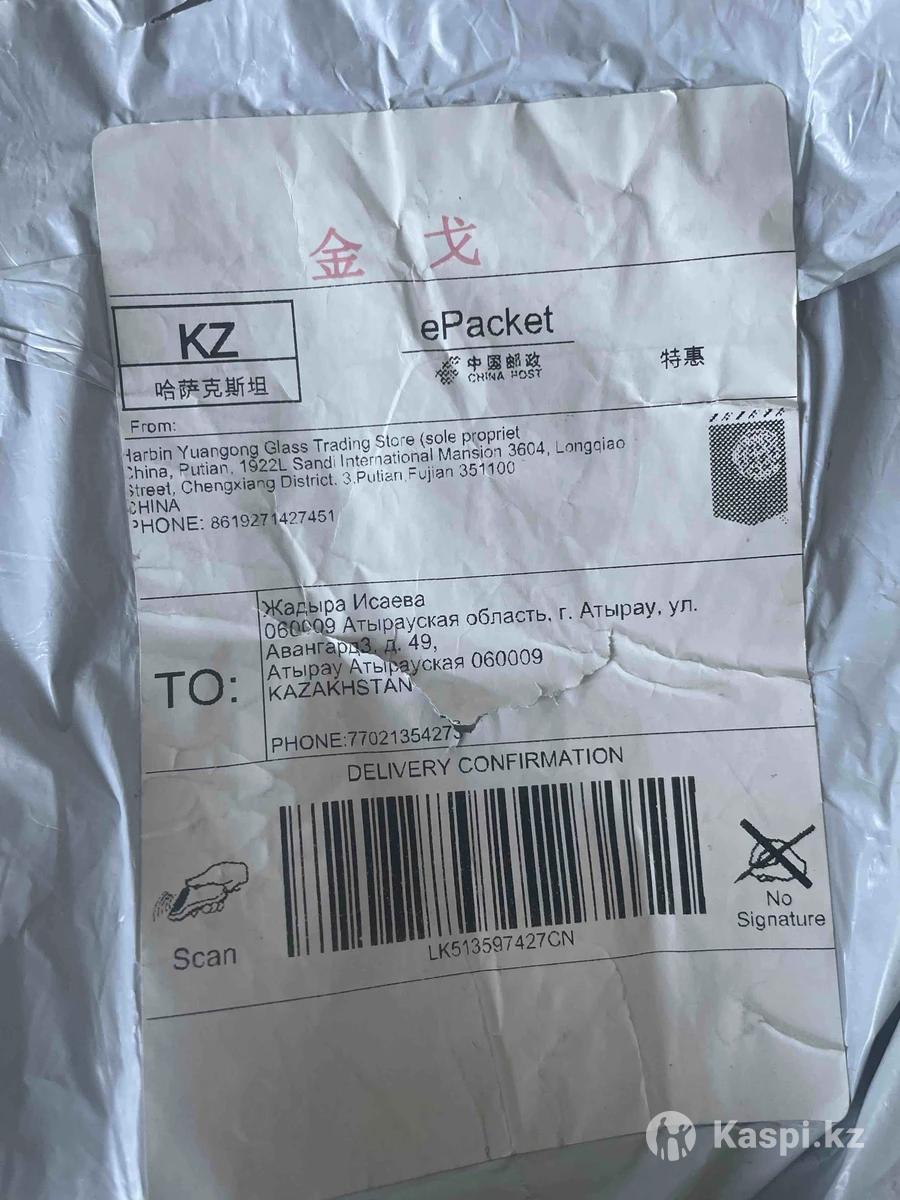 金 戈
KZ
哈萨克斯坦
ePacket
中国邮政
CHINA POST
特惠
From:
Harbin Yuangong Glass Trading Store (sole propriet
China, Putian, 1922L Sandi International Mansion 3604, Longqiao
Street, Chengxiang District, 3,Putian,Fujian 351100
CHINA
PHONE: 8619271427451
TO:
Жадыра Исаева
060009 Атырауская область, г. Атырау, ул.
Авангард3, д. 49,
Атырау Атырауская 060009
KAZAKHSTAN
PHONE:7702135427
DELIVERY CONFIRMATION
Scan
LK513597427CN
No
Signature
Kaspi.kz